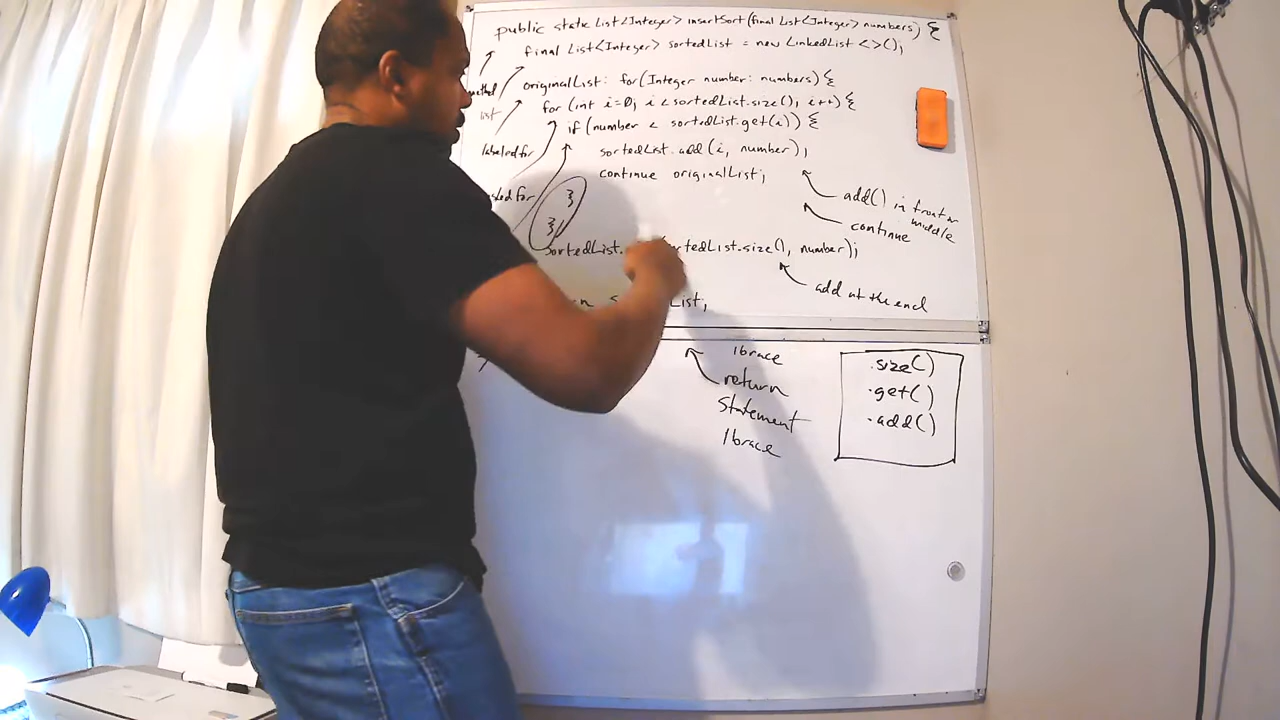 public static List<Integer> insertSort(final List<Integer> numbers) {
final List<Integer> sortedList = new LinkedList <>();
originalList: for(Integer number: numbers) {
list
for (int i=0; i < sortedList.size(); i++) {
if (number < sortedList.get(i)) {
labeled for
sortedList.add(i, number);
continue originalList;
for
}
add() in front or
middle
}
continue
sortedList. sortedList.size(), number);
add at the end
List;
1brace
return
statement
1brace
.size()
.get()
.add()